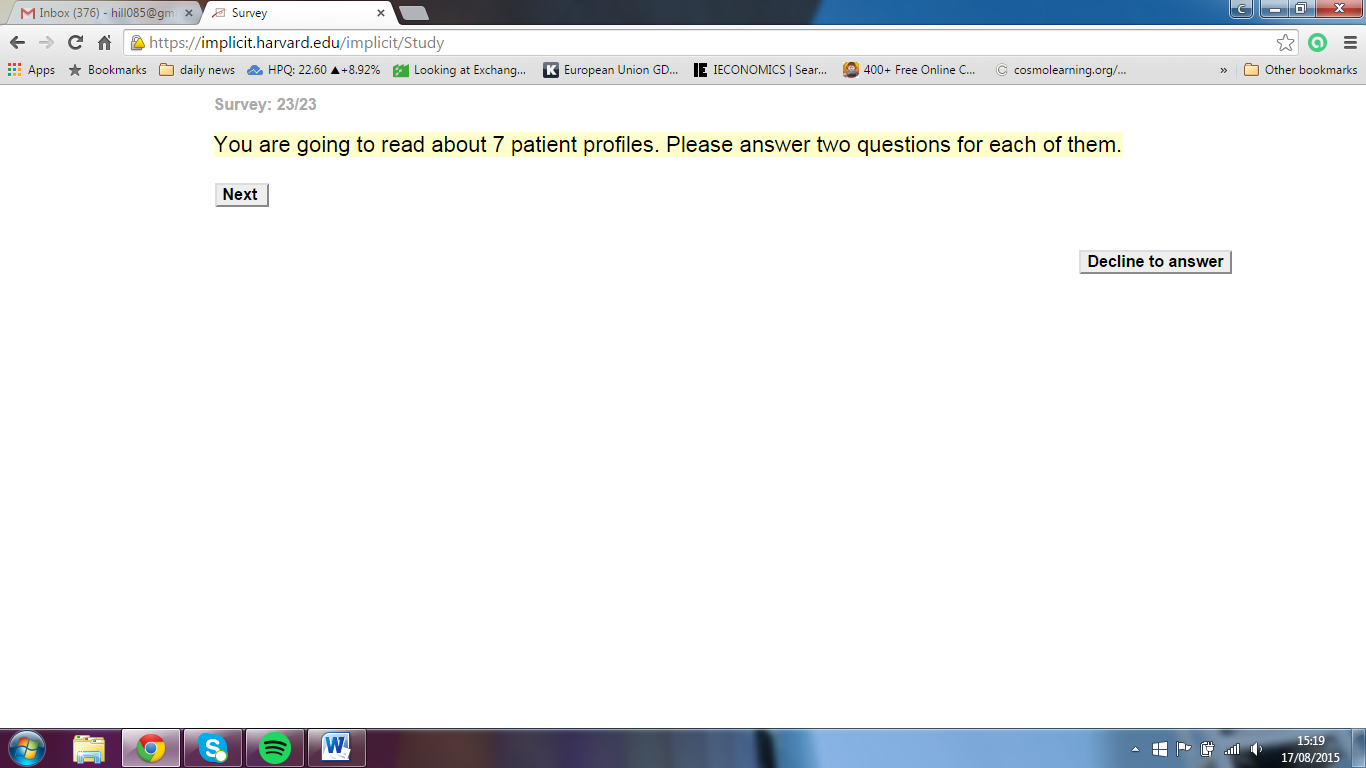 Inbox (376) - hill085@gm
Survey
C
https://implicit.harvard.edu/implicit/Study
Apps Bookmarks daily news HPQ: 22.60 ▲+8.92% Looking at Exchang... K European Union GD... IE IECONOMICS | Sear... 400+ Free Online C... cosmolearning.org/... » Other bookmarks
Survey: 23/23
You are going to read about 7 patient profiles. Please answer two questions for each of them.
Next
Decline to answer
15:19
17/08/2015